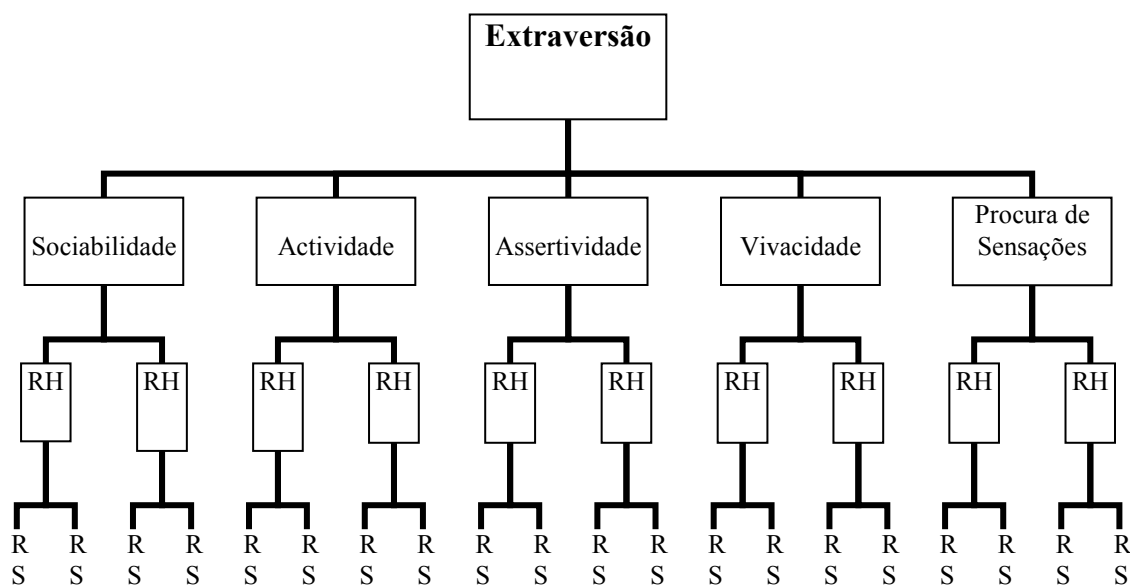 Extraversão
Sociabilidade
Actividade
Assertividade
Vivacidade
Procura de
Sensações
RH
RH
RH
RH
RH
RH
RH
RH
RH
RH
R R R R R R R R R R R R R R R R R R R R
S S S S S S S S S S S S S S S S S S S S